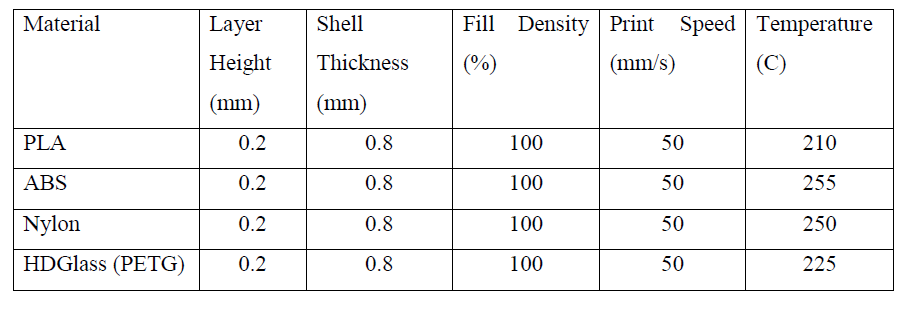 Material Layer Height (mm) Shell Thickness (mm) Fill Density (%) Print Speed (mm/s) Temperature (C)
PLA 0.2 0.8 100 50 210
ABS 0.2 0.8 100 50 255
Nylon 0.2 0.8 100 50 250
HDGlass (PETG) 0.2 0.8 100 50 225